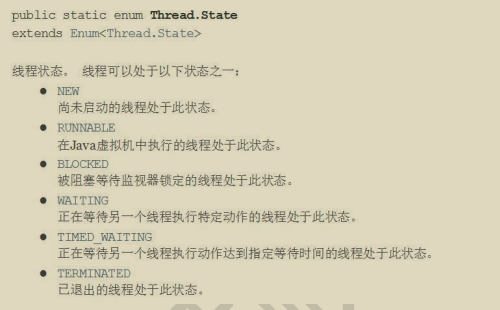 public static enum Thread.State
extends Enum<Thread.State>
线程状态。 线程可以处于以下状态之一：
● NEW
尚未启动的线程处于此状态。
● RUNNABLE
在Java虚拟机中执行的线程处于此状态。
● BLOCKED
被阻塞等待监视器锁定的线程处于此状态。
● WAITING
正在等待另一个线程执行特定动作的线程处于此状态。
● TIMED_WAITING
正在等待另一个线程执行动作达到指定等待时间的线程处于此状态。
● TERMINATED
已退出的线程处于此状态。